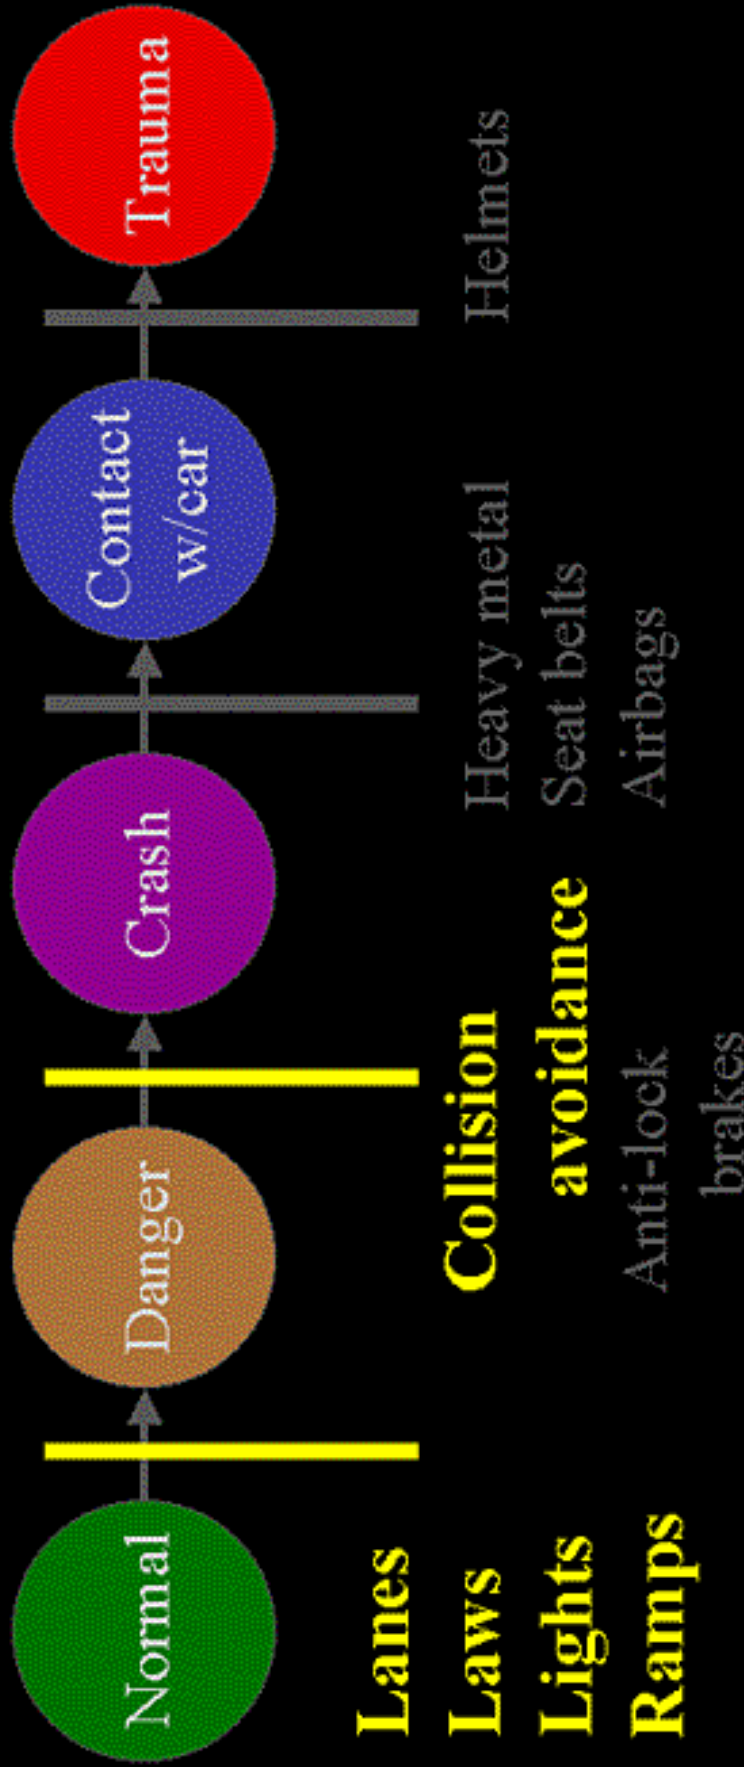 Normal
Danger
Crash
Contact
w/car
Trauma
Lanes
Laws
Lights
Ramps
Collision
avoidance
Anti-lock
brakes
Heavy metal
Seat belts
Airbags
Helmets